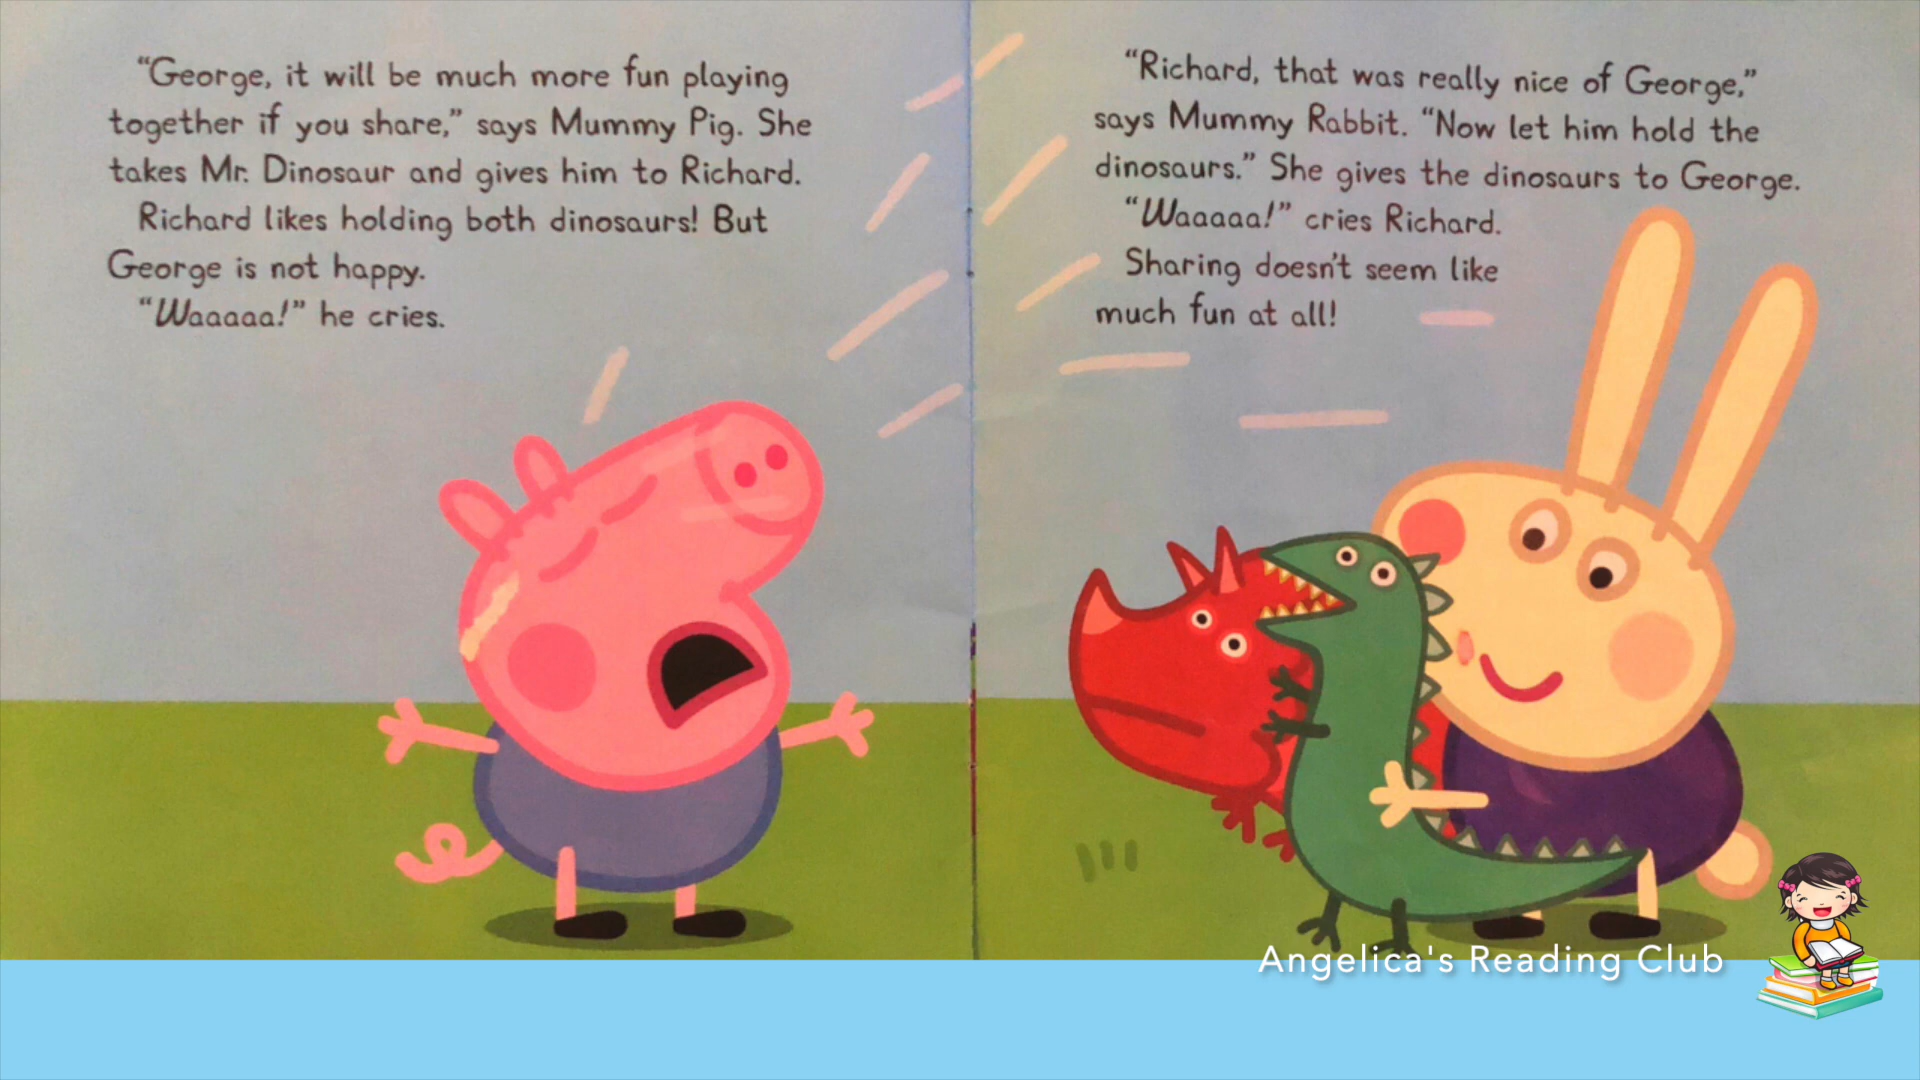 “George, it will be much more fun playing
together if you share,” says Mummy Pig. She
takes Mr. Dinosaur and gives him to Richard.
Richard likes holding both dinosaurs! But
George is not happy.
“Waaaaa!” he cries.
“Richard, that was really nice of George,”
says Mummy Rabbit. “Now let him hold the
dinosaurs.” She gives the dinosaurs to George.
“Waaaaa!” cries Richard.
Sharing doesn’t seem like
much fun at all!
Angelica's Reading Club